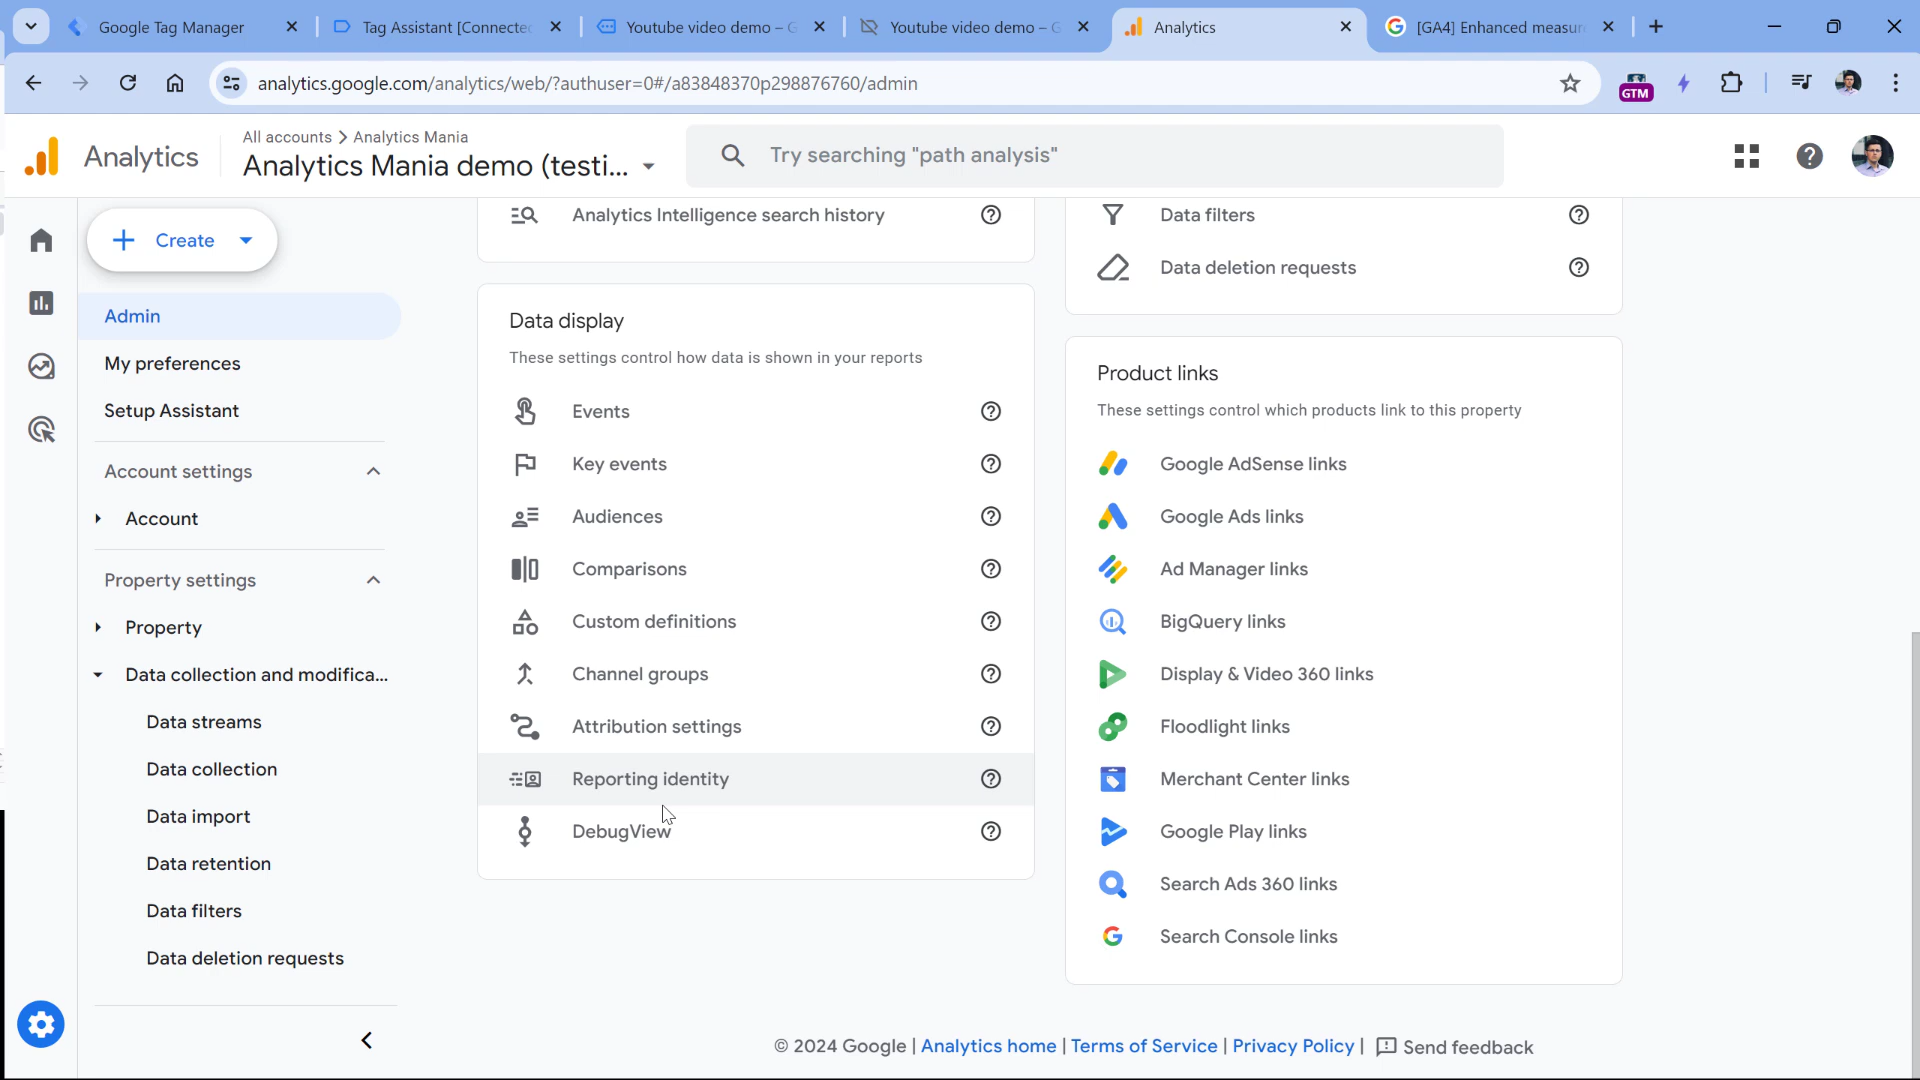 Google Tag Manager
Tag Assistant [Connected
Youtube video demo – G
Youtube video demo – G
Analytics
[GA4] Enhanced measur
analytics.google.com/analytics/web/?authuser=0#/a83848370p298876760/admin
GTM
Analytics
All accounts > Analytics Mania
Analytics Mania demo (testi...
Try searching "path analysis"
Create
Admin
My preferences
Setup Assistant
Account settings
Account
Property settings
Property
Data collection and modifica...
Data streams
Data collection
Data import
Data retention
Data filters
Data deletion requests
Analytics Intelligence search history
Data display
These settings control how data is shown in your reports
Events
Key events
Audiences
Comparisons
Custom definitions
Channel groups
Attribution settings
Reporting identity
DebugView
Data filters
Data deletion requests
Product links
These settings control which products link to this property
Google AdSense links
Google Ads links
Ad Manager links
BigQuery links
Display & Video 360 links
Floodlight links
Merchant Center links
Google Play links
Search Ads 360 links
Search Console links
© 2024 Google | Analytics home | Terms of Service | Privacy Policy | Send feedback